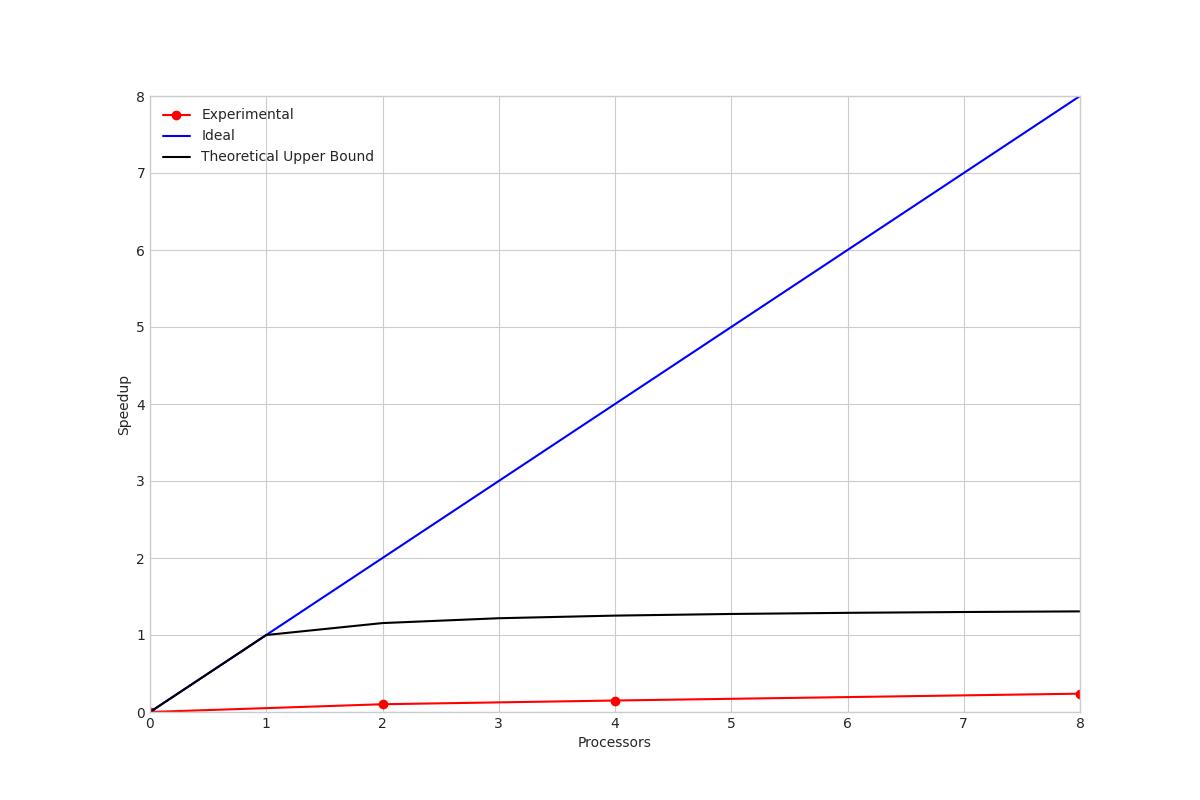 8
7
6
5
4
3
2
1
0
Speedup
Experimental
Ideal
Theoretical Upper Bound
0 1 2 3 4 5 6 7 8
Processors